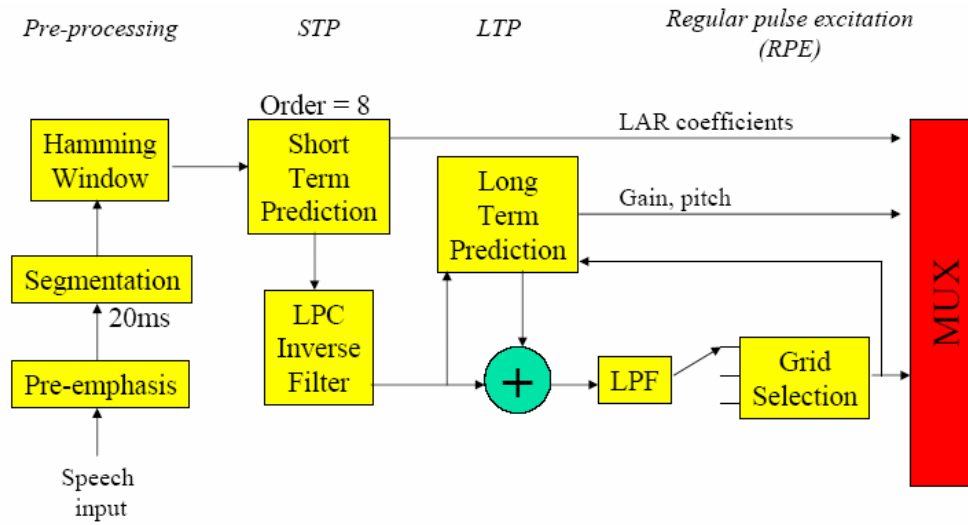 Pre-processing
STP
LTP
Regular pulse excitation
(RPE)
Order = 8
Hamming
Window
Short
Term
Prediction
LAR coefficients
Long
Term
Prediction
Gain, pitch
Segmentation
20ms
LPC
Inverse
Filter
+
LPF
Grid
Selection
MUX
Pre-emphasis
Speech
input